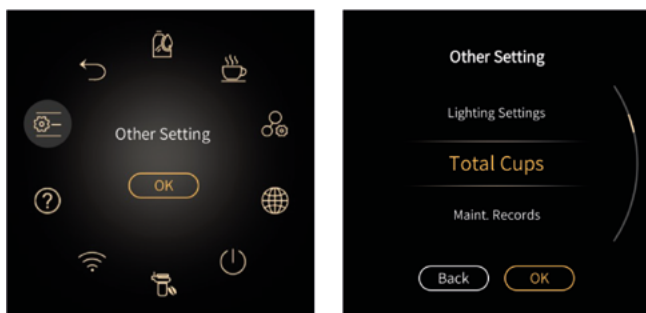 Other Setting
OK
Other Setting
Lighting Settings
Total Cups
Maint. Records
Back
OK